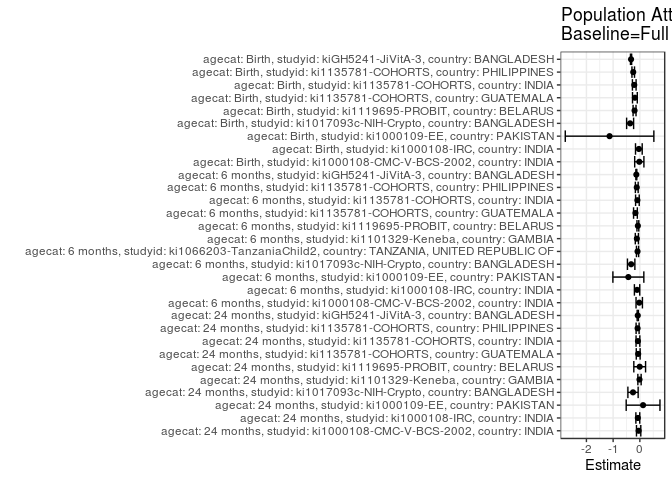 Population Att
Baseline=Full
agecat: Birth, studyid: kiGH5241-JiVitA-3, country: BANGLADESH
agecat: Birth, studyid: ki1135781-COHORTS, country: PHILIPPINES
agecat: Birth, studyid: ki1135781-COHORTS, country: INDIA
agecat: Birth, studyid: ki1135781-COHORTS, country: GUATEMALA
agecat: Birth, studyid: ki1119695-PROBIT, country: BELARUS
agecat: Birth, studyid: ki1017093c-NIH-Crypto, country: BANGLADESH
agecat: Birth, studyid: ki1000109-EE, country: PAKISTAN
agecat: Birth, studyid: ki1000108-IRC, country: INDIA
agecat: Birth, studyid: ki1000108-CMC-V-BCS-2002, country: INDIA
agecat: 6 months, studyid: kiGH5241-JiVitA-3, country: BANGLADESH
agecat: 6 months, studyid: ki1135781-COHORTS, country: PHILIPPINES
agecat: 6 months, studyid: ki1135781-COHORTS, country: INDIA
agecat: 6 months, studyid: ki1135781-COHORTS, country: GUATEMALA
agecat: 6 months, studyid: ki1119695-PROBIT, country: BELARUS
agecat: 6 months, studyid: ki1101329-Keneba, country: GAMBIA
agecat: 6 months, studyid: ki1066203-TanzaniaChild2, country: TANZANIA, UNITED REPUBLIC OF
agecat: 6 months, studyid: ki1017093c-NIH-Crypto, country: BANGLADESH
agecat: 6 months, studyid: ki1000109-EE, country: PAKISTAN
agecat: 6 months, studyid: ki1000108-IRC, country: INDIA
agecat: 6 months, studyid: ki1000108-CMC-V-BCS-2002, country: INDIA
agecat: 24 months, studyid: kiGH5241-JiVitA-3, country: BANGLADESH
agecat: 24 months, studyid: ki1135781-COHORTS, country: PHILIPPINES
agecat: 24 months, studyid: ki1135781-COHORTS, country: INDIA
agecat: 24 months, studyid: ki1135781-COHORTS, country: GUATEMALA
agecat: 24 months, studyid: ki1119695-PROBIT, country: BELARUS
agecat: 24 months, studyid: ki1101329-Keneba, country: GAMBIA
agecat: 24 months, studyid: ki1017093c-NIH-Crypto, country: BANGLADESH
agecat: 24 months, studyid: ki1000109-EE, country: PAKISTAN
agecat: 24 months, studyid: ki1000108-IRC, country: INDIA
agecat: 24 months, studyid: ki1000108-CMC-V-BCS-2002, country: INDIA
-2 -1 0
Estimate